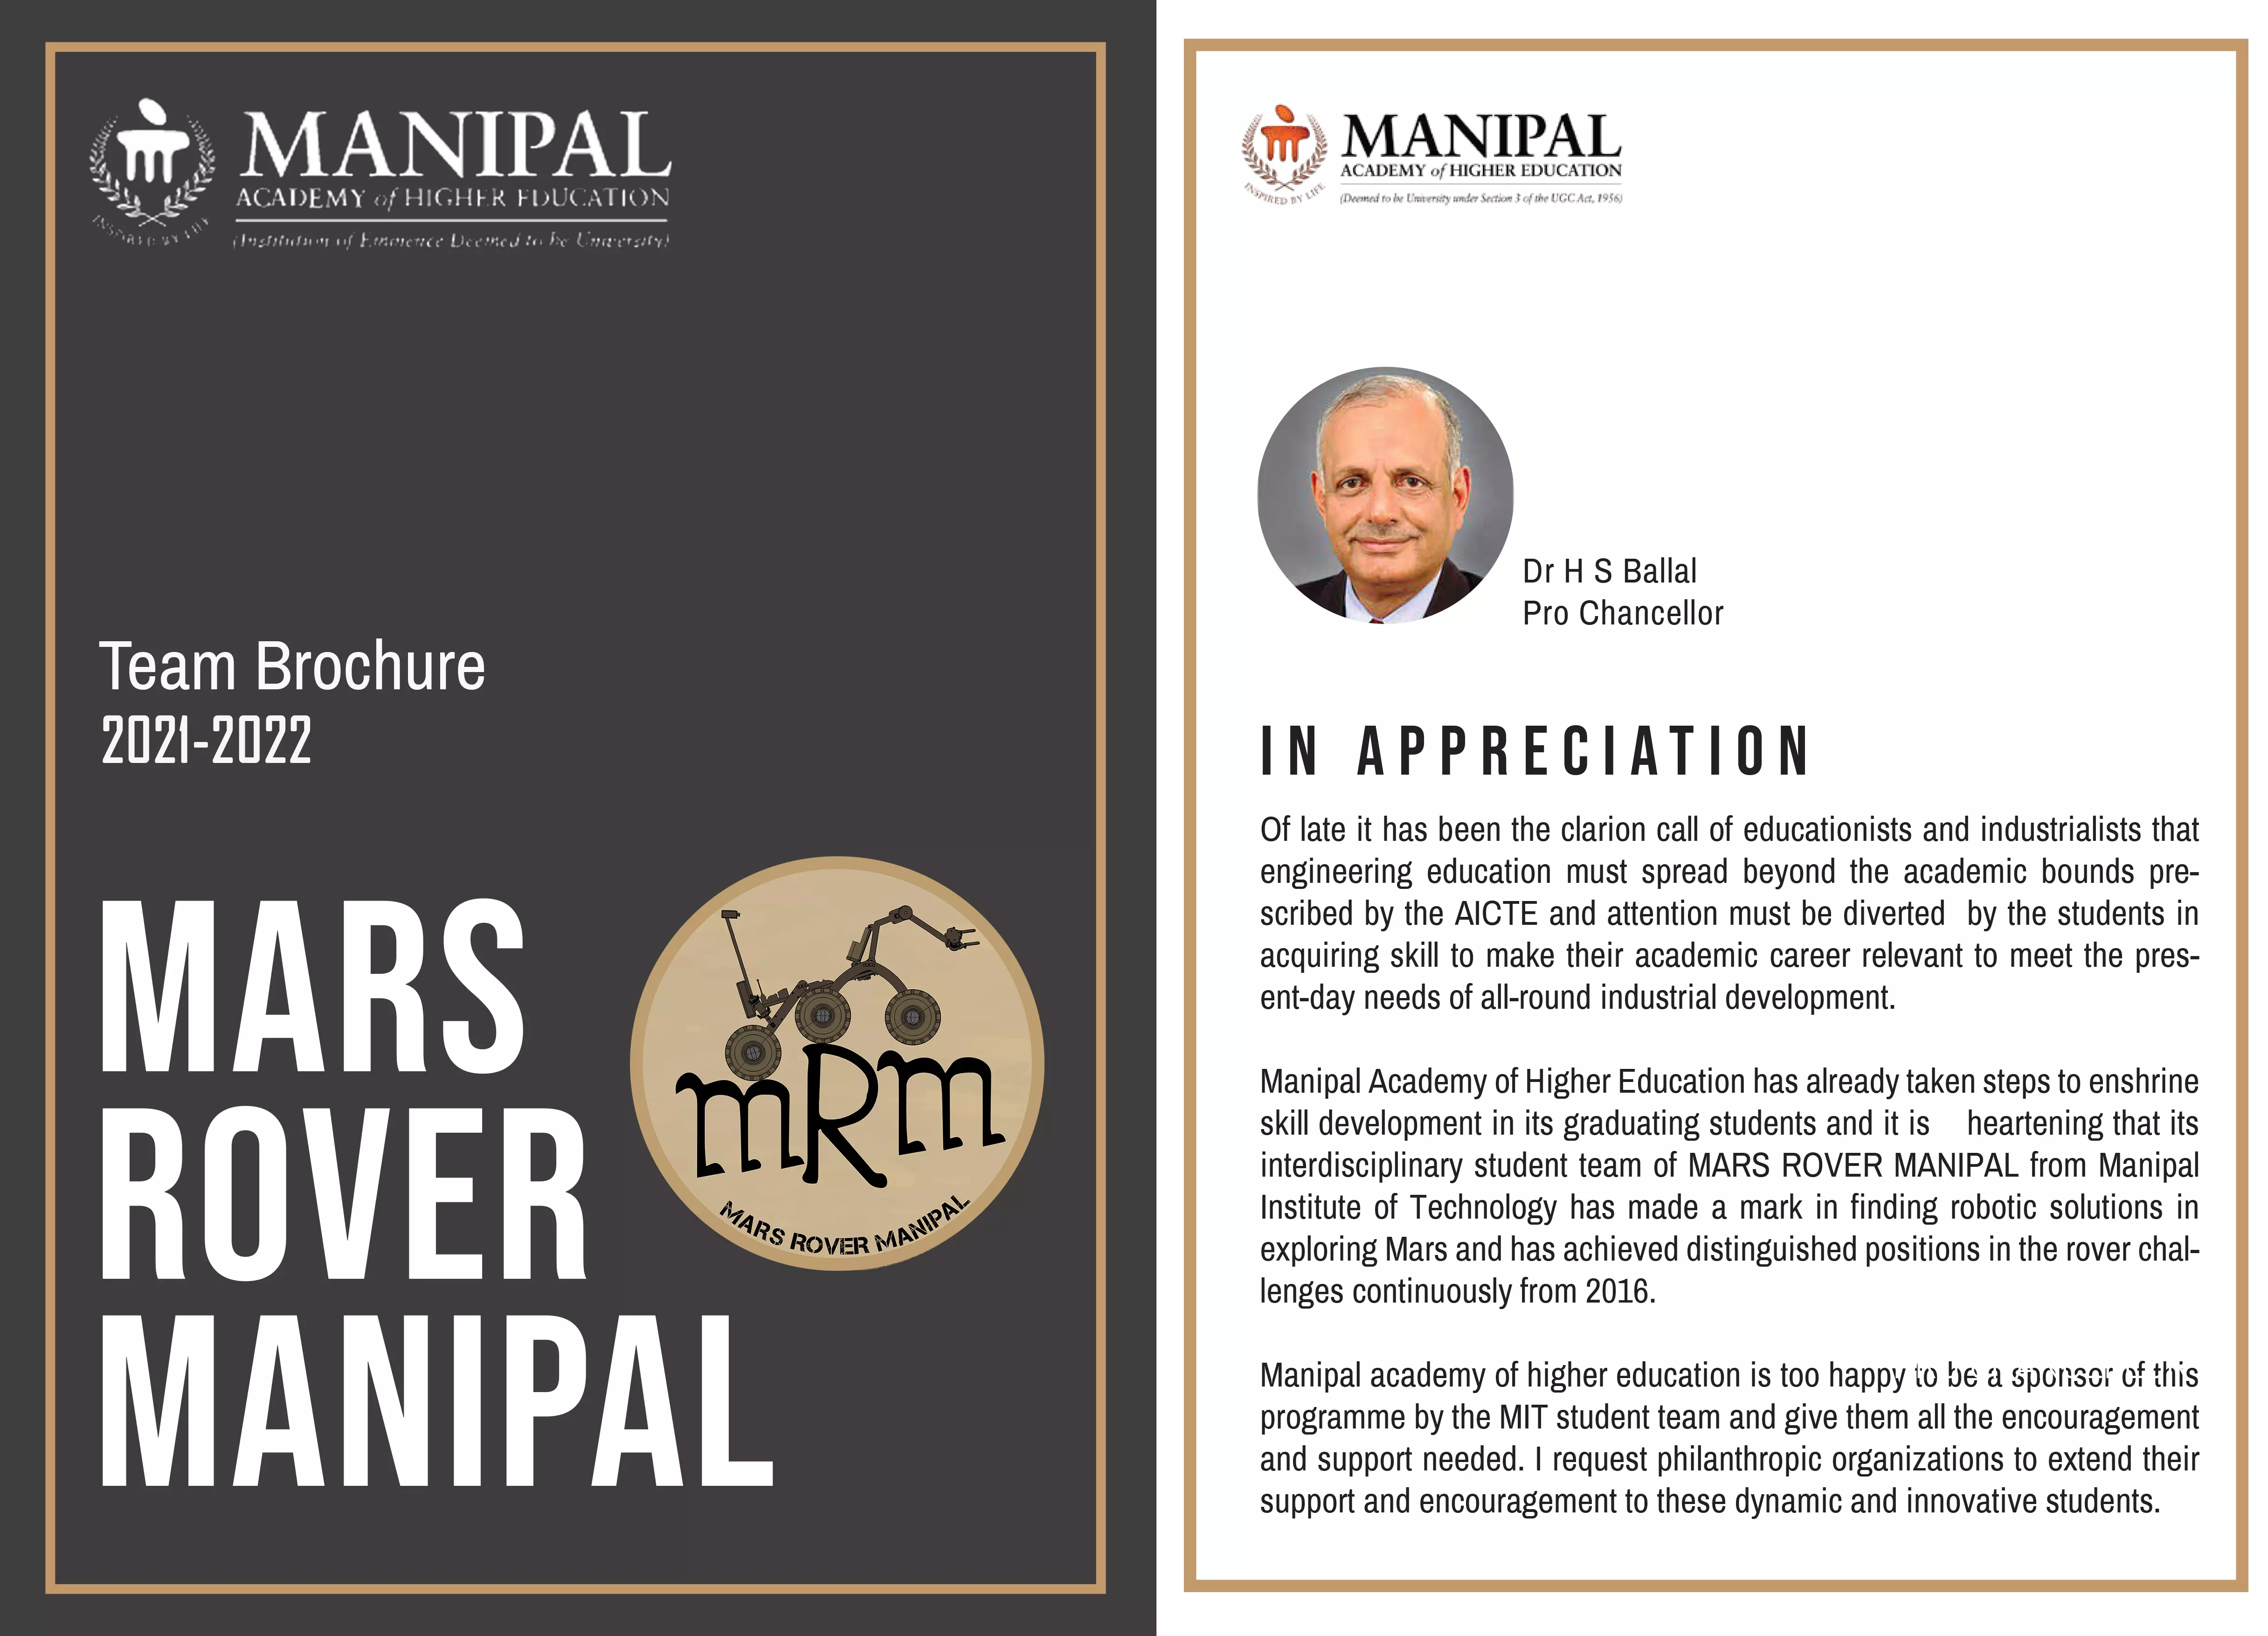 MANIPAL
ACADEMY of HIGHER EDUCATION
(Institution of Eminence Deemed to be University)
INSPIRED BY LIFE
Team Brochure
2021-2022
MARS
ROVER
MANIPAL
mRm
MARS ROVER MANIPAL
MANIPAL
ACADEMY of HIGHER EDUCATION
(Deemed to be University under Section 3 of the UGC Act, 1956)
INSPIRED BY LIFE
Dr H S Ballal
Pro Chancellor
IN APPRECIATION
Of late it has been the clarion call of educationists and industrialists that
engineering education must spread beyond the academic bounds pre-
scribed by the AICTE and attention must be diverted by the students in
acquiring skill to make their academic career relevant to meet the pres-
ent-day needs of all-round industrial development.
Manipal Academy of Higher Education has already taken steps to enshrine
skill development in its graduating students and it is heartening that its
interdisciplinary student team of MARS ROVER MANIPAL from Manipal
Institute of Technology has made a mark in finding robotic solutions in
exploring Mars and has achieved distinguished positions in the rover chal-
lenges continuously from 2016.
Manipal academy of higher education is too happy to be a sponsor of this
programme by the MIT student team and give them all the encouragement
and support needed. I request philanthropic organizations to extend their
support and encouragement to these dynamic and innovative students.